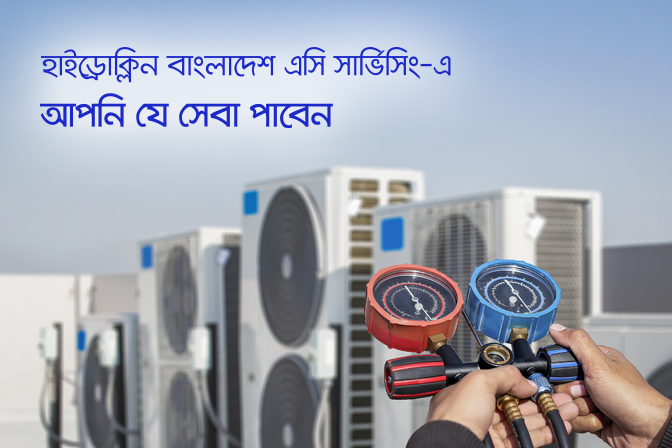 হাইড্রোক্লিন বাংলাদেশ এসি সার্ভিসিং-এ
আপনি যে সেবা পাবেন